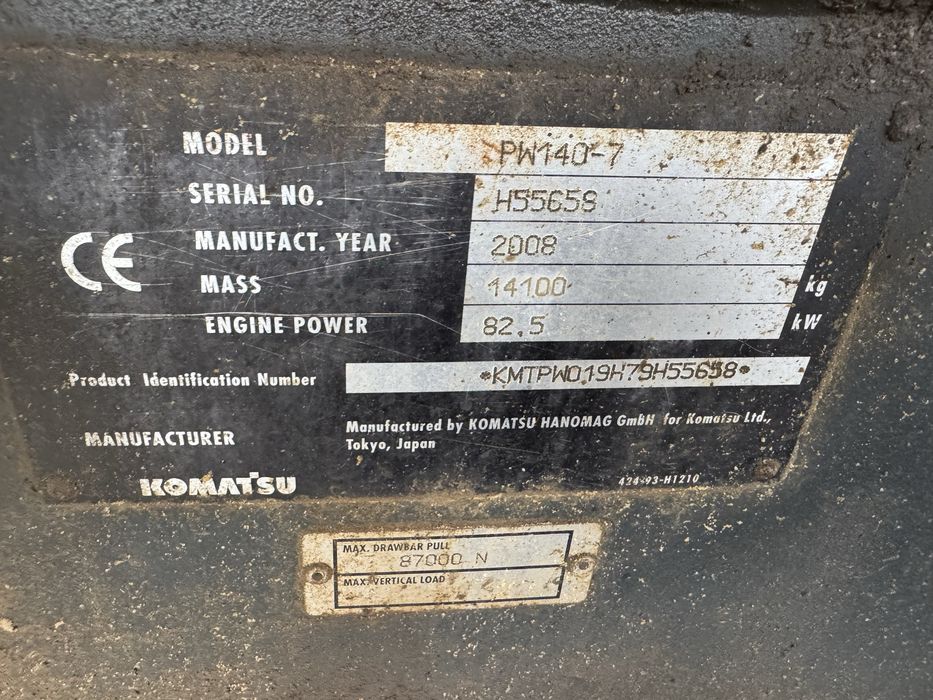 MODEL PW140-7
SERIAL NO. H55658
CE MANUFACT. YEAR 2008
MASS 14100 kg
ENGINE POWER 82.5 kW
Product Identification Number *KMTPW019H79H55658*
MANUFACTURER Manufactured by KOMATSU HANOMAG GmbH for Komatsu Ltd.,
Tokyo, Japan
KOMATSU 424-93-H1210
MAX. DRAWBAR PULL
87000 N
MAX. VERTICAL LOAD